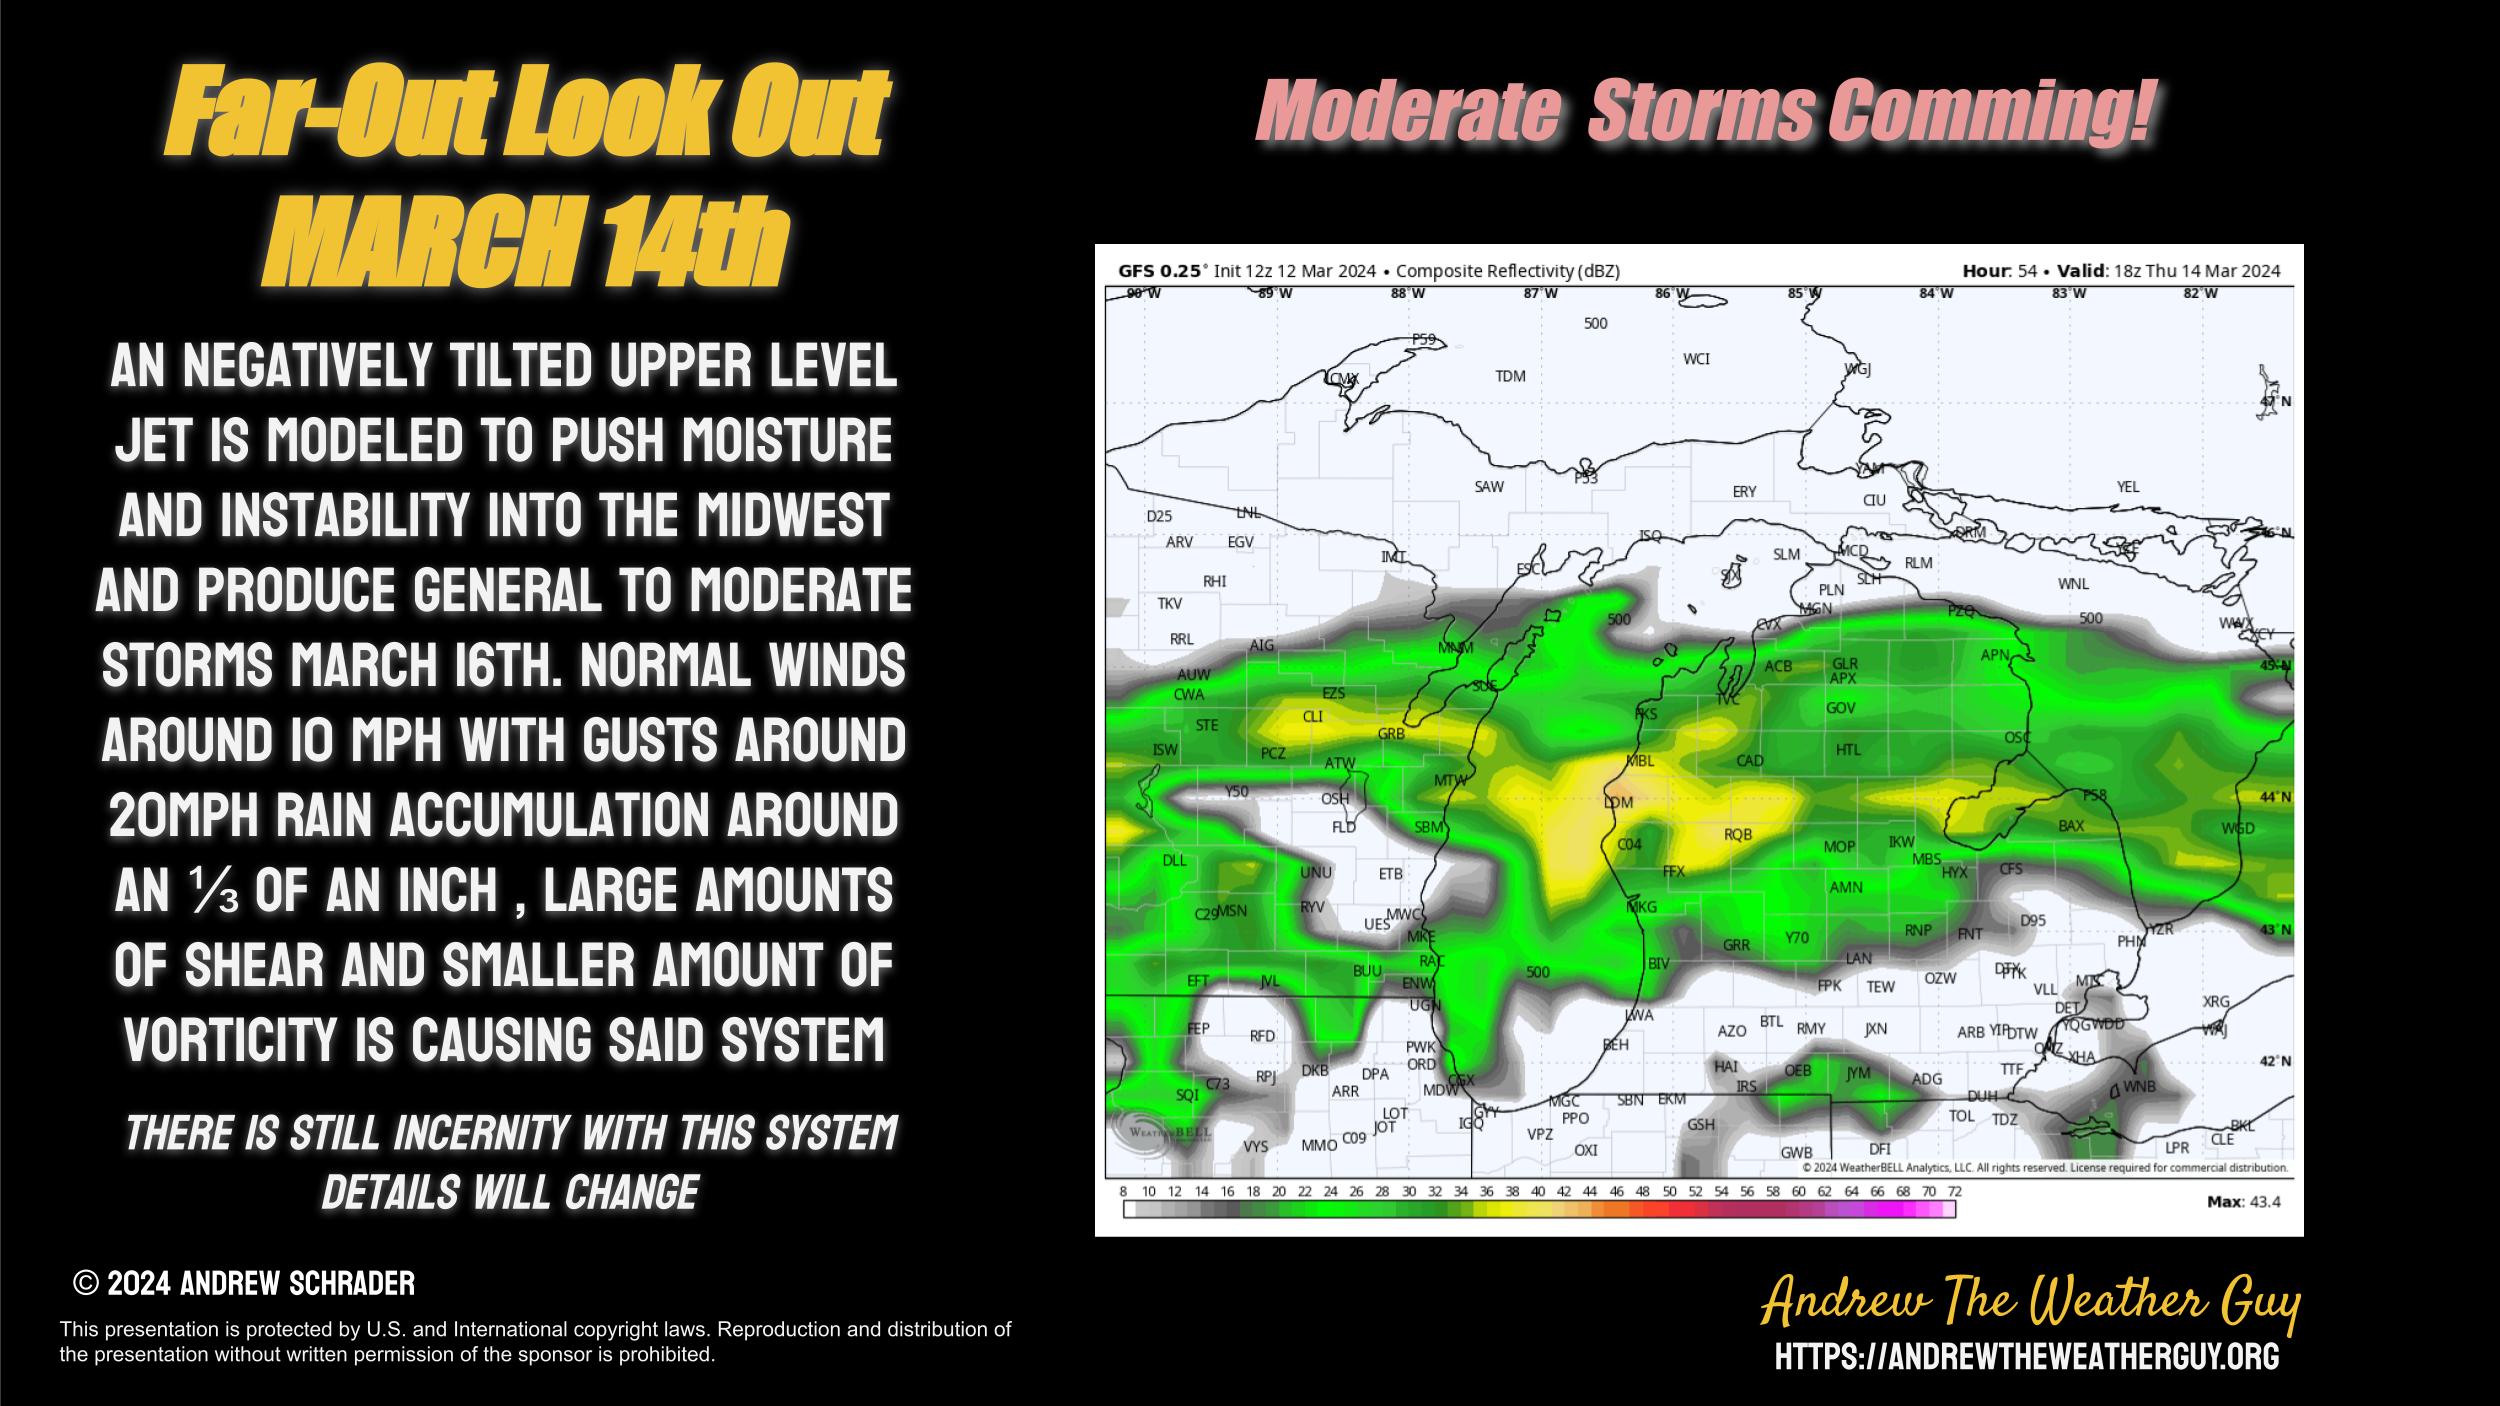 Far-Out Look Out
MARCH 14th
AN NEGATIVELY TILTED UPPER LEVEL
JET IS MODELED TO PUSH MOISTURE
AND INSTABILITY INTO THE MIDWEST
AND PRODUCE GENERAL TO MODERATE
STORMS MARCH 16TH. NORMAL WINDS
AROUND 10 MPH WITH GUSTS AROUND
20MPH RAIN ACCUMULATION AROUND
AN ⅓ OF AN INCH , LARGE AMOUNTS
OF SHEAR AND SMALLER AMOUNT OF
VORTICITY IS CAUSING SAID SYSTEM
THERE IS STILL INCERNITY WITH THIS SYSTEM
DETAILS WILL CHANGE
© 2024 ANDREW SCHRADER
This presentation is protected by U.S. and International copyright laws. Reproduction and distribution of
the presentation without written permission of the sponsor is prohibited.
Moderate Storms Comming!
GFS 0.25° Init 12z 12 Mar 2024 • Composite Reflectivity (dBZ) Hour: 54 • Valid: 18z Thu 14 Mar 2024
90°W 89°W 88°W 87°W 86°W 85°W 84°W 83°W 82°W
500
P59 WCI
CMX TDM WGJ
47°N
YAM
SAW P53 ERY CIU YEL
D25 LNL
46°N
ARV EGV ISQ DRM
IMT SLM MCD
RHI ESC SJX SLH RLM WNL
TKV PLN
MGN PZQ
500 CVX 500 WWX
RRL AIG MNM YCY
AUW ACB GLR APN 45°N
CWA EZS SUE APX
TVC
STE CLI FKS GOV
GRB
ISW PCZ ATW MBL CAD HTL OSC
MTW
Y50 OSH LDM P58 44°N
FLD SBM RQB BAX WGD
C04 MOP IKW
DLL MBS
UNU ETB FFX HYX CFS
AMN
C29 MSN RYV MWC MKG D95
UES
MKE GRR Y70 RNP FNT PHN YZR 43°N
RAC BIV LAN
EFT JVL BUU 500 DTX PTK
ENW FPK TEW OZW VLL MTC
UGN LWA DET XRG
FEP RFD AZO BTL RMY JXN ARB YIP DTW YQG WDD WAJ
PWK BEH ONZ XHA
ORD 42°N
RPJ DKB DPA HAI OEB JYM ADG TTF
C73 CGX IRS WNB
SQI ARR MDW DUH
LOT GYY MGC SBN EKM
JOT IGQ PPO GSH TOL TDZ BKL
VYS MMO C09 VPZ OXI GWB DFI LPR CLE
WEATHERBELL
© 2024 WeatherBELL Analytics, LLC. All rights reserved. License required for commercial distribution.
8 10 12 14 16 18 20 22 24 26 28 30 32 34 36 38 40 42 44 46 48 50 52 54 56 58 60 62 64 66 68 70 72
Max: 43.4
Andrew The Weather Guy
HTTPS://ANDREWTHEWEATHERGUY.ORG